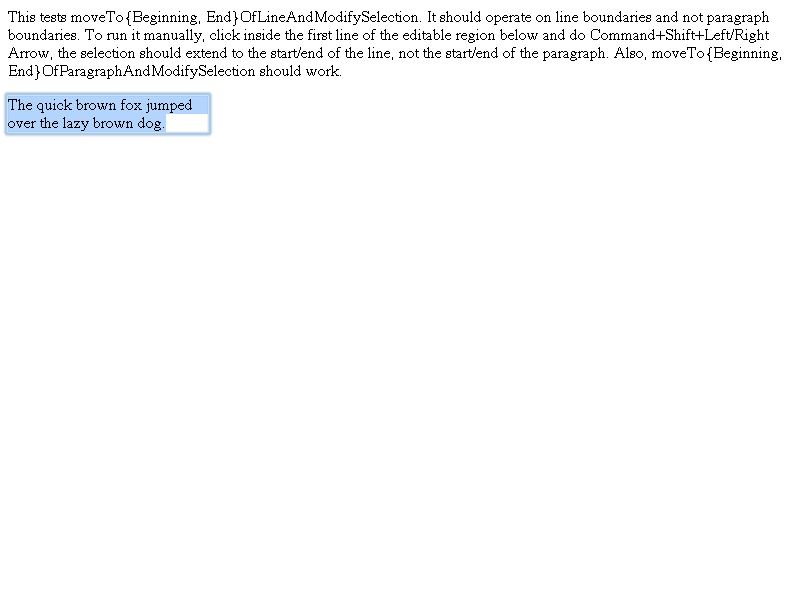 This tests moveTo{Beginning, End}OfLineAndModifySelection. It should operate on line boundaries and not paragraph
boundaries. To run it manually, click inside the first line of the editable region below and do Command+Shift+Left/Right
Arrow, the selection should extend to the start/end of the line, not the start/end of the paragraph. Also, moveTo{Beginning,
End}OfParagraphAndModifySelection should work.
The quick brown fox jumped
over the lazy brown dog.